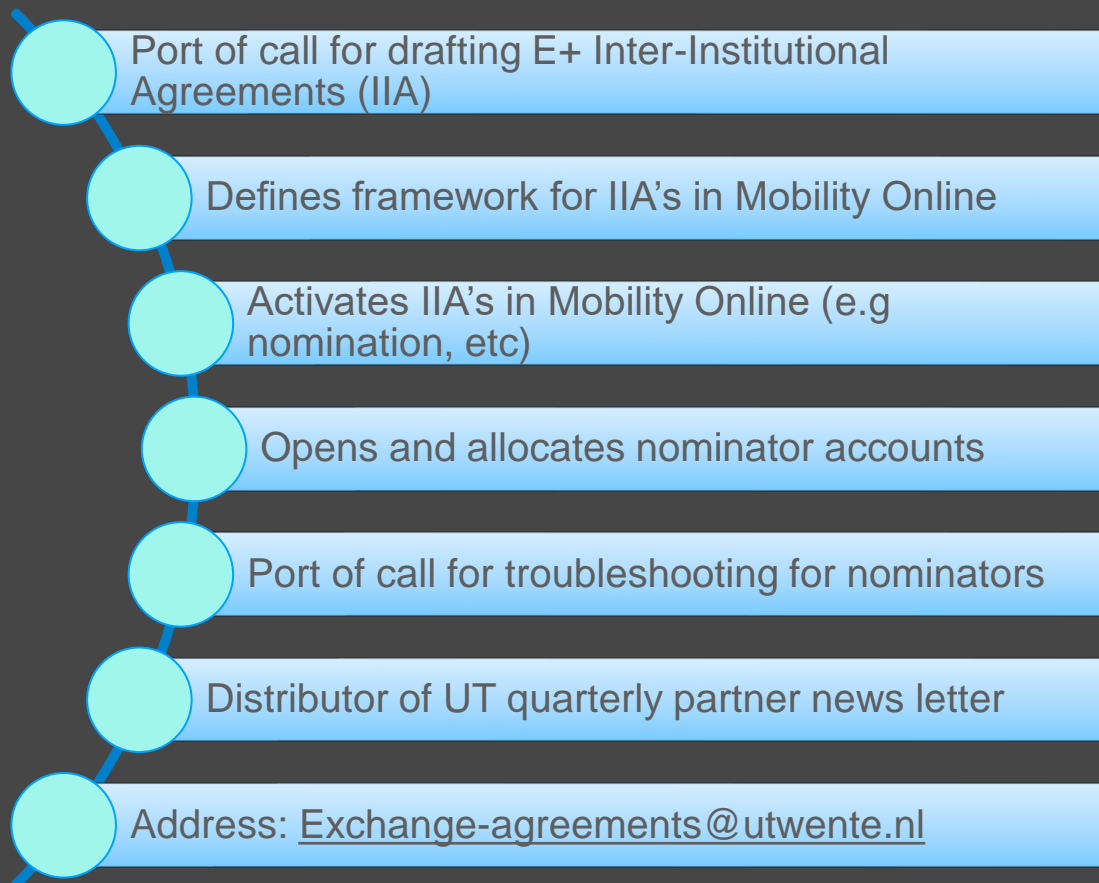 Port of call for drafting E+ Inter-Institutional
Agreements (IIA)
Defines framework for IIA’s in Mobility Online
Activates IIA’s in Mobility Online (e.g
nomination, etc)
Opens and allocates nominator accounts
Port of call for troubleshooting for nominators
Distributor of UT quarterly partner news letter
Address: Exchange-agreements@utwente.nl